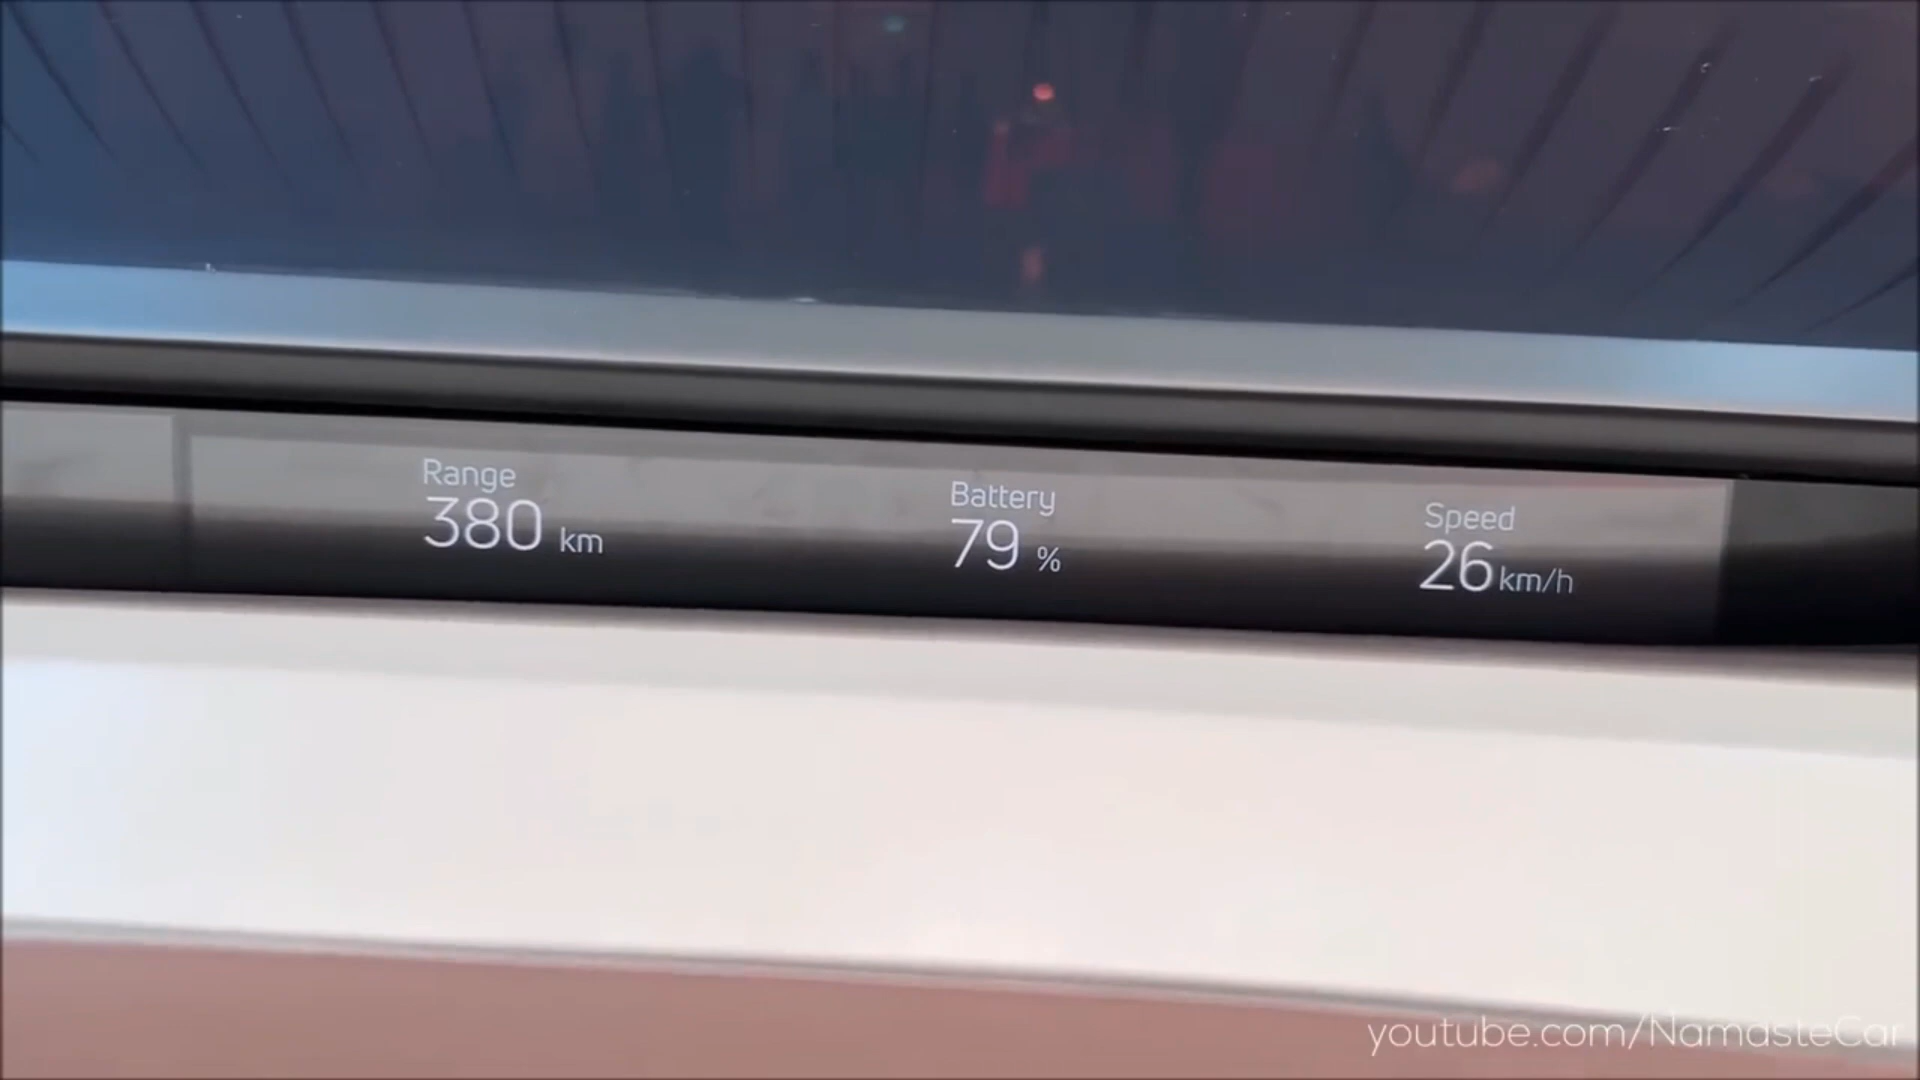 Range
380 km
Battery
79 %
Speed
26 km/h
youtube.com/NamasteCar